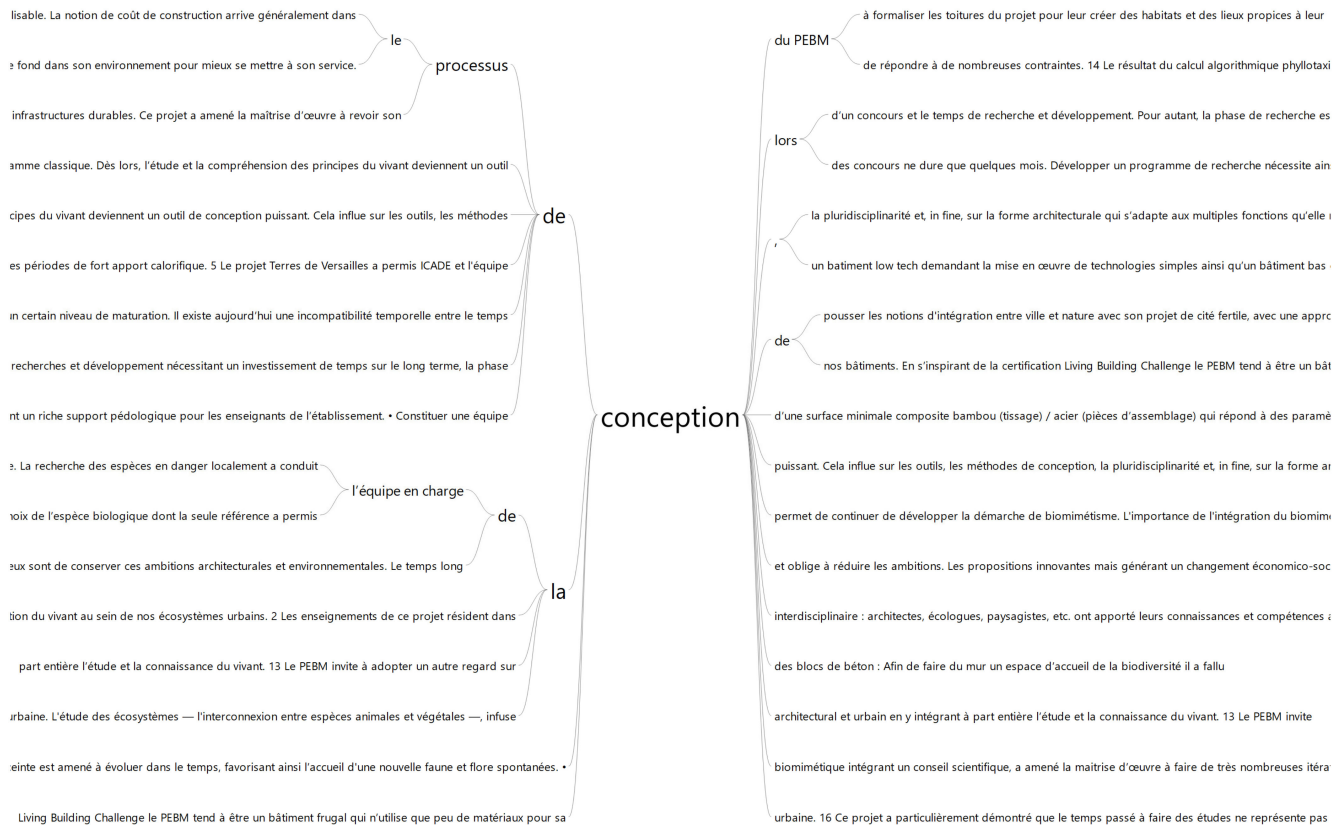 lisable. La notion de coût de construction arrive généralement dans
le
fond dans son environnement pour mieux se mettre à son service.
processus
infrastructures durables. Ce projet a amené la maîtrise d’œuvre à revoir son
amme classique. Dès lors, l'étude et la compréhension des principes du vivant deviennent un outil
cipes du vivant deviennent un outil de conception puissant. Cela influe sur les outils, les méthodes
de
es périodes de fort apport calorifique. 5 Le projet Terres de Versailles a permis ICADE et l'équipe
un certain niveau de maturation. Il existe aujourd’hui une incompatibilité temporelle entre le temps
recherches et développement nécessitant un investissement de temps sur le long terme, la phase
nt un riche support pédologique pour les enseignants de l’établissement. • Constituer une équipe
e. La recherche des espèces en danger localement a conduit
l’équipe en charge
hoix de l’espèce biologique dont la seule référence a permis
de
eux sont de conserver ces ambitions architecturales et environnementales. Le temps long
la
tion du vivant au sein de nos écosystèmes urbains. 2 Les enseignements de ce projet résident dans
part entière l’étude et la connaissance du vivant. 13 Le PEBM invite à adopter un autre regard sur
urbaine. L'étude des écosystèmes — l'interconnexion entre espèces animales et végétales —, infuse
teinte est amené à évoluer dans le temps, favorisant ainsi l’accueil d'une nouvelle faune et flore spontanées. •
Living Building Challenge le PEBM tend à être un bâtiment frugal qui n’utilise que peu de matériaux pour sa
conception
à formaliser les toitures du projet pour leur créer des habitats et des lieux propices à leur
du PEBM
de répondre à de nombreuses contraintes. 14 Le résultat du calcul algorithmique phyllotaxi
d’un concours et le temps de recherche et développement. Pour autant, la phase de recherche es
lors
des concours ne dure que quelques mois. Développer un programme de recherche nécessite ain
la pluridisciplinarité et, in fine, sur la forme architecturale qui s’adapte aux multiples fonctions qu’elle
,
un batiment low tech demandant la mise en œuvre de technologies simples ainsi qu'un bâtiment bas
pousser les notions d'intégration entre ville et nature avec son projet de cité fertile, avec une appro
de
nos bâtiments. En s’inspirant de la certification Living Building Challenge le PEBM tend à être un bât
d’une surface minimale composite bambou (tissage) / acier (pièces d’assemblage) qui répond à des paramè
puissant. Cela influe sur les outils, les méthodes de conception, la pluridisciplinarité et, in fine, sur la forme ar
permet de continuer de développer la démarche de biomimétisme. L'importance de l'intégration du biomim
et oblige à réduire les ambitions. Les propositions innovantes mais générant un changement économico-soc
interdisciplinaire : architectes, écologues, paysagistes, etc. ont apporté leurs connaissances et compétences a
des blocs de béton : Afin de faire du mur un espace d’accueil de la biodiversité il a fallu
architectural et urbain en y intégrant à part entière l’étude et la connaissance du vivant. 13 Le PEBM invite
biomimétique intégrant un conseil scientifique, a amené la maitrise d’œuvre à faire de très nombreuses itéra
urbaine. 16 Ce projet a particulièrement démontré que le temps passé à faire des études ne représente pas